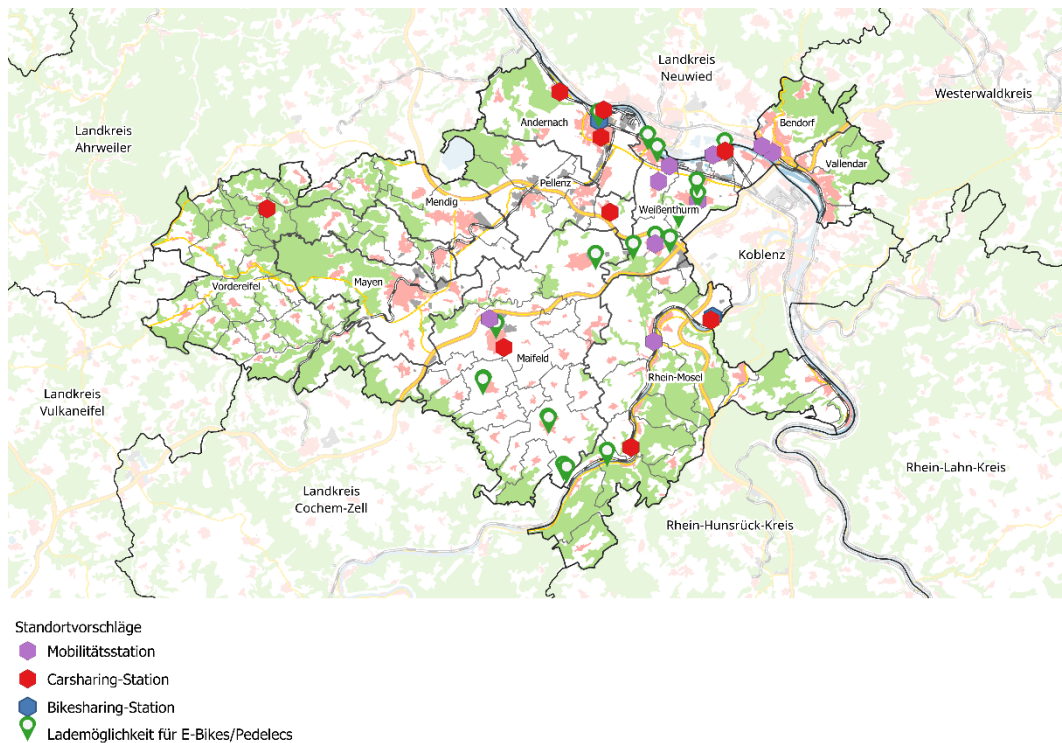 Landkreis
Neuwied
Westerwaldkreis
Landkreis
Ahrweiler
Andernach
Bendorf
Vallendar
Pellenz
Mendig
Weißenthurm
Koblenz
Vordereifel
Mayen
Maifeld
Rhein-Mosel
Landkreis
Vulkaneifel
Landkreis
Cochem-Zell
Rhein-Lahn-Kreis
Rhein-Hunsrück-Kreis
Standortvorschläge
Mobilitätsstation
Carsharing-Station
Bikesharing-Station
Lademöglichkeit für E-Bikes/Pedelecs